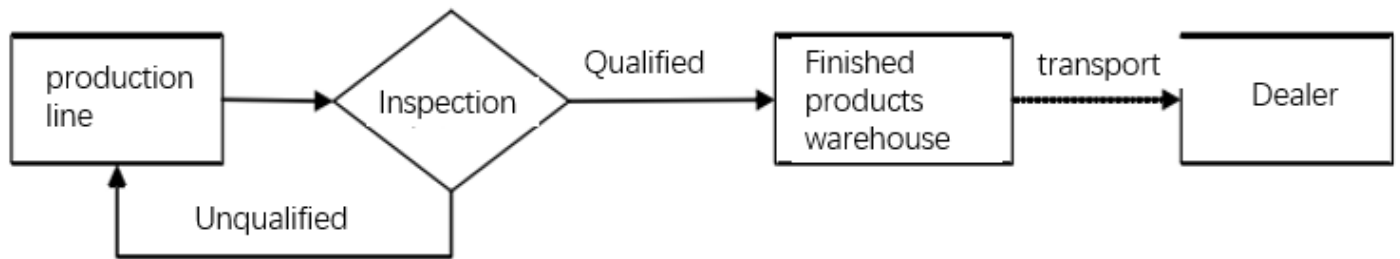 production
line
Inspection
Qualified
Unqualified
Finished
products
warehouse
transport
Dealer